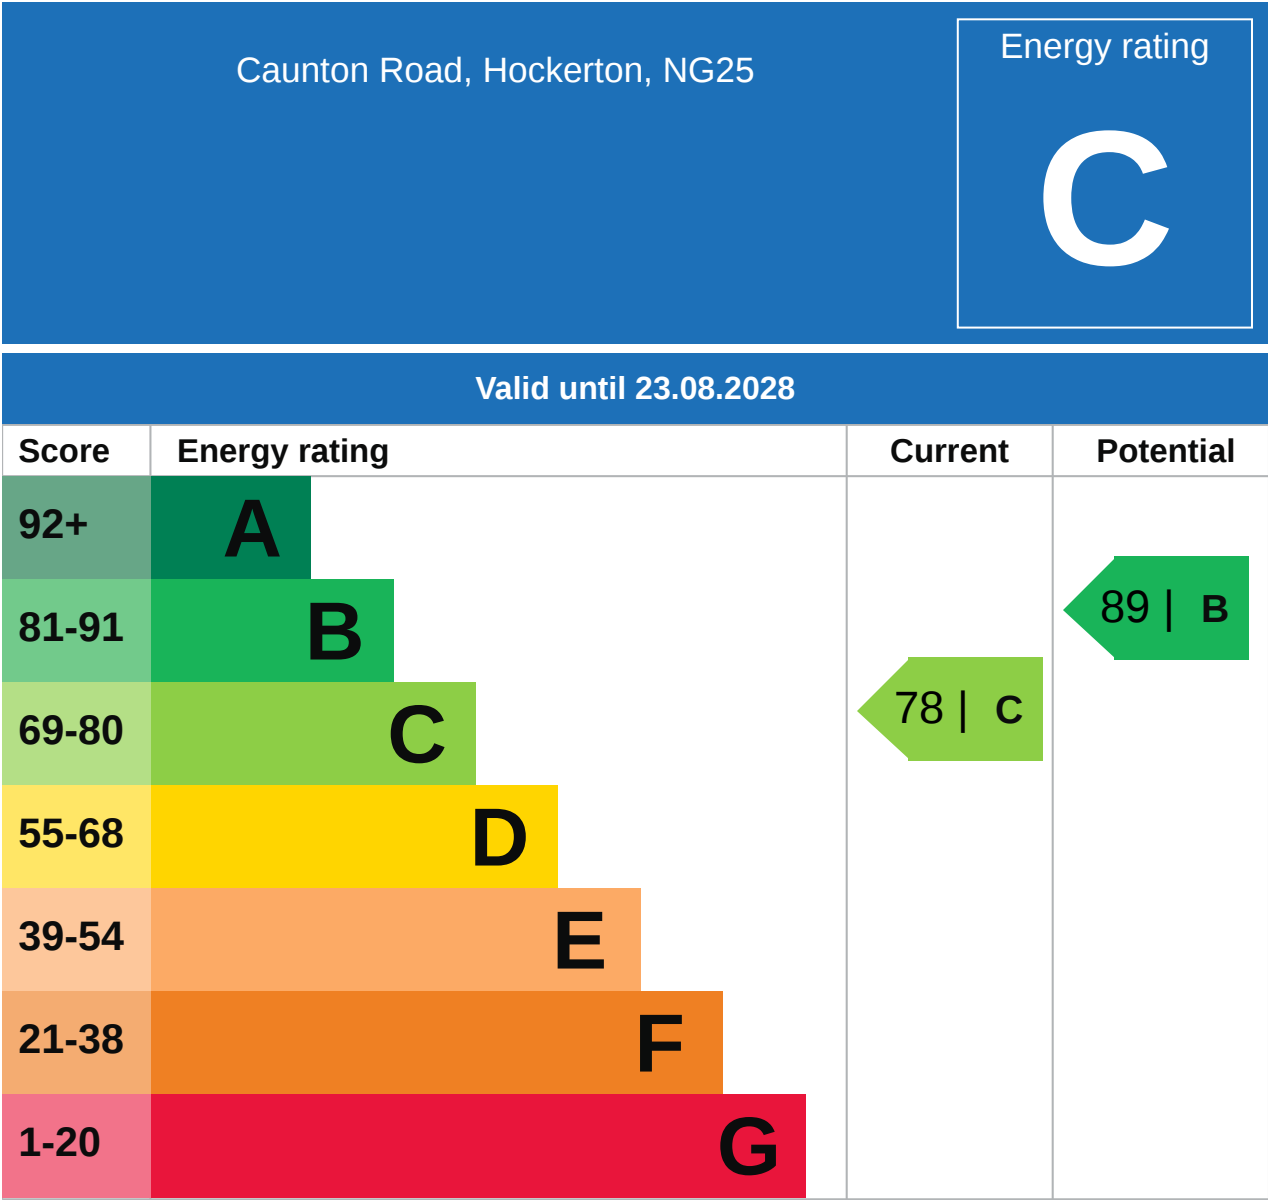 Caunton Road, Hockerton, NG25
Energy rating
C
Valid until 23.08.2028
Score Energy rating Current Potential
92+ A
81-91 B
89 | B
69-80 C
78 | C
55-68 D
39-54 E
21-38 F
1-20 G